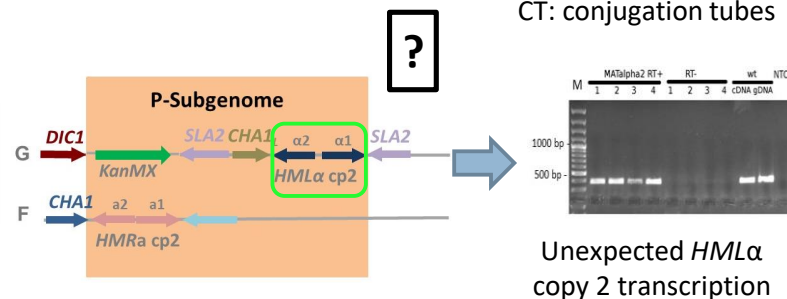 CT: conjugation tubes
?
P-Subgenome
G DIC1 KanMX SLA2 CHA1 α2 α1 SLA2
HMLα cp2
F CHA1 a2 a1
HMRa cp2
MATalpha2 RT+ RT- wt NTC
M 1 2 3 4 1 2 3 4 cDNA gDNA
1000 bp -
500 bp -
Unexpected HMLα
copy 2 transcription